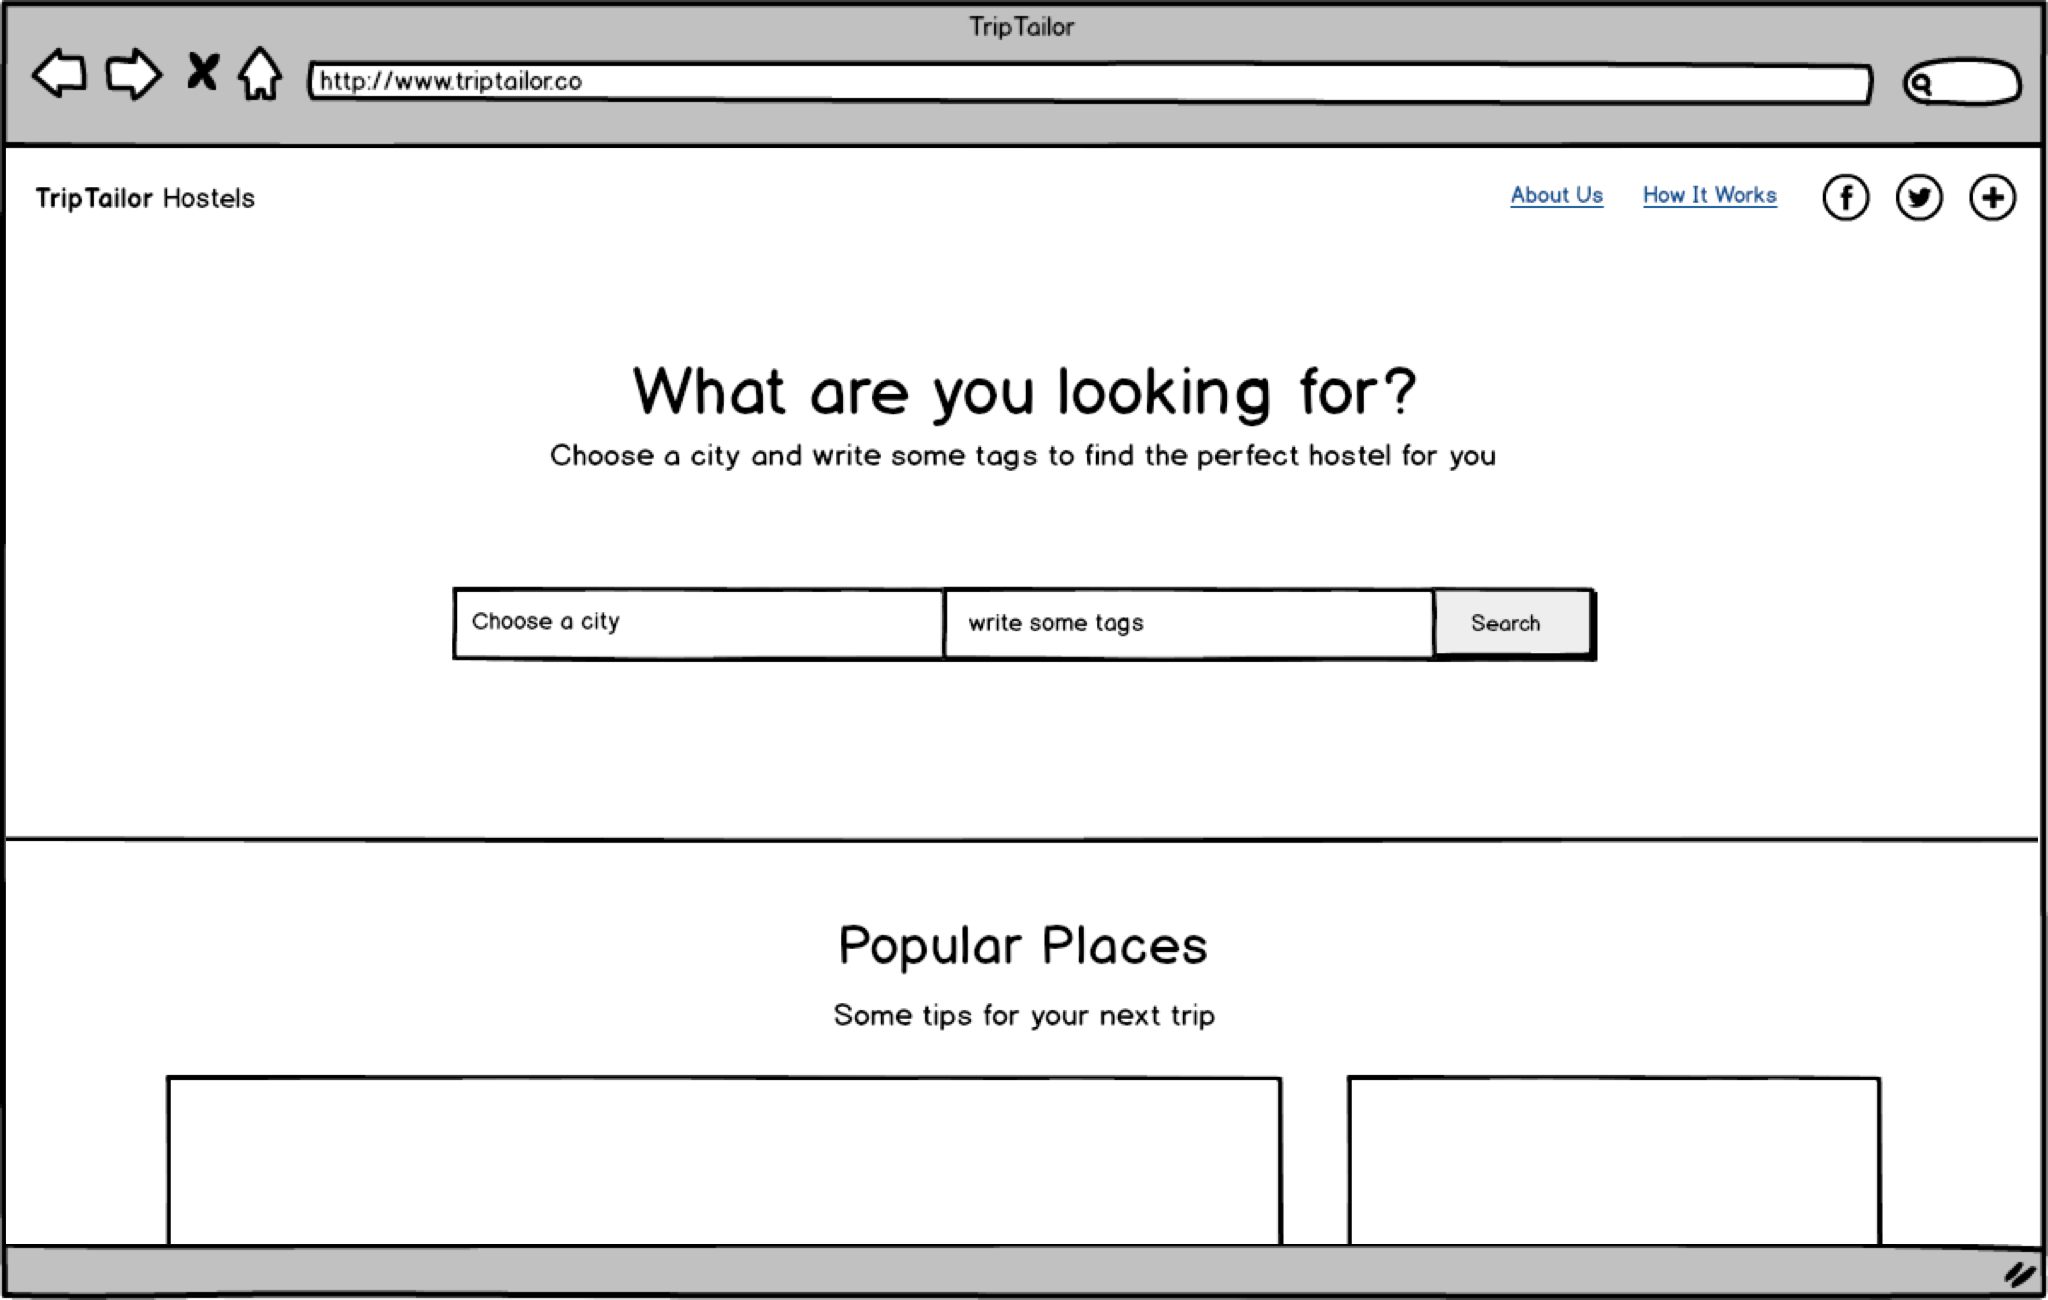 TripTailor
http://www.triptailor.co
TripTailor Hostels
About Us How It Works
What are you looking for?
Choose a city and write some tags to find the perfect hostel for you
Choose a city write some tags Search
Popular Places
Some tips for your next trip